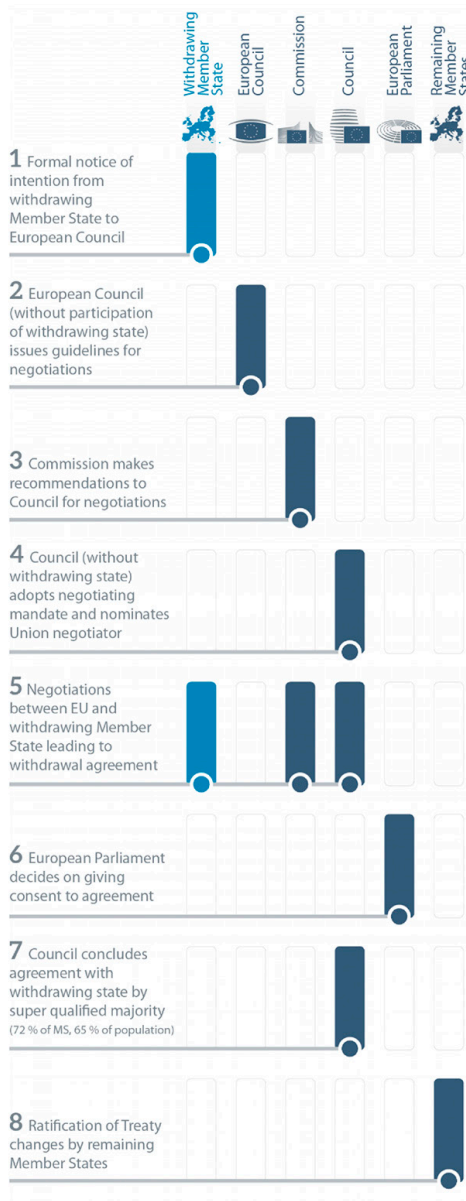 Withdrawing
Member
State
European
Council
Commission
Council
European
Parliament
Remaining
Member
States
1 Formal notice of
intention from
withdrawing
Member State to
European Council
2 European Council
(without participation
of withdrawing state)
issues guidelines for
negotiations
3 Commission makes
recommendations to
Council for negotiations
4 Council (without
withdrawing state)
adopts negotiating
mandate and nominates
Union negotiator
5 Negotiations
between EU and
withdrawing Member
State leading to
withdrawal agreement
6 European Parliament
decides on giving
consent to agreement
7 Council concludes
agreement with
withdrawing state by
super qualified majority
(72 % of MS, 65 % of population)
8 Ratification of Treaty
changes by remaining
Member States